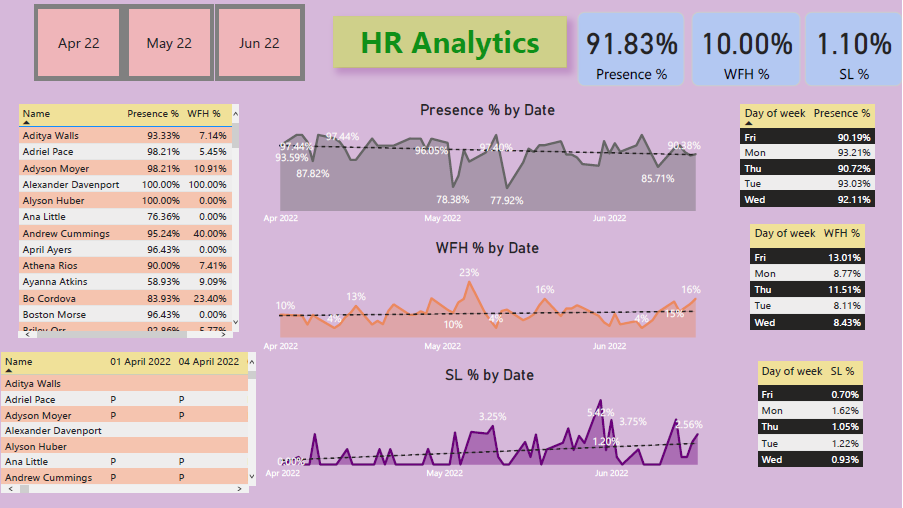 Apr 22 May 22 Jun 22
HR Analytics
91.83% 10.00% 1.10%
Presence % WFH % SL %
Name Presence % WFH %
Aditya Walls 93.33% 7.14%
Adriel Pace 98.21% 5.45%
Adyson Moyer 98.21% 10.91%
Alexander Davenport 100.00% 100.00%
Alyson Huber 100.00% 0.00%
Ana Little 76.36% 0.00%
Andrew Cummings 95.24% 40.00%
April Ayers 96.43% 0.00%
Athena Rios 90.00% 7.41%
Ayanna Atkins 58.93% 9.09%
Bo Cordova 83.93% 23.40%
Boston Morse 96.43% 0.00%
Briley Orr 92.86% 5.77%
Name 01 April 2022 04 April 2022
Aditya Walls
Adriel Pace P P
Adyson Moyer P P
Alexander Davenport
Alyson Huber
Ana Little P P
Andrew Cummings P P
Presence % by Date
97.44% 97.44% 96.05% 97.40% 90.38%
93.59%
87.82% 85.71%
78.38% 77.92%
Apr 2022 May 2022 Jun 2022
WFH % by Date
23%
10% 13% 16% 16%
4% 10% 4% 4% 15%
Apr 2022 May 2022 Jun 2022
SL % by Date
3.25% 5.42% 3.75% 2.56%
0.00% 1.20%
Apr 2022 May 2022 Jun 2022
Day of week Presence %
Fri 90.19%
Mon 93.21%
Thu 90.72%
Tue 93.03%
Wed 92.11%
Day of week WFH %
Fri 13.01%
Mon 8.77%
Thu 11.51%
Tue 8.11%
Wed 8.43%
Day of week SL %
Fri 0.70%
Mon 1.62%
Thu 1.05%
Tue 1.22%
Wed 0.93%